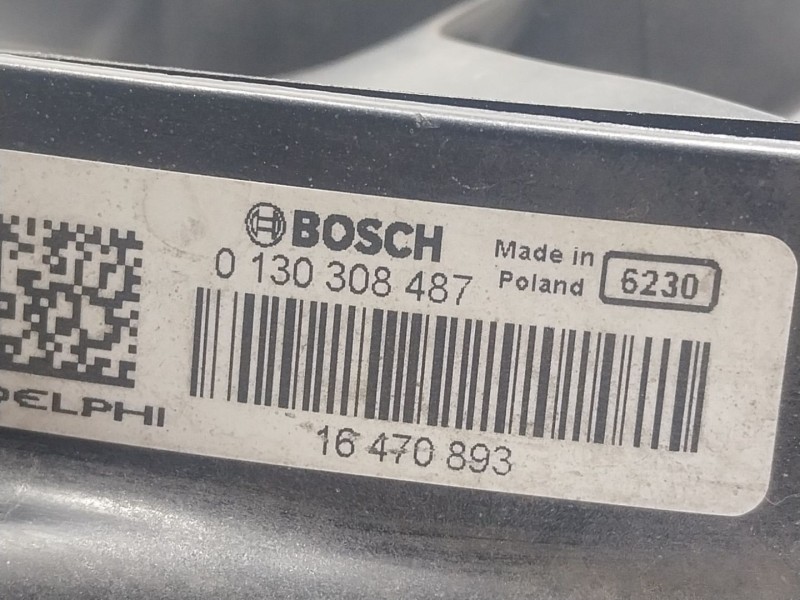 BOSCH
0 130 308 487
Made in
Poland
6230
DELPHI
16 470 893